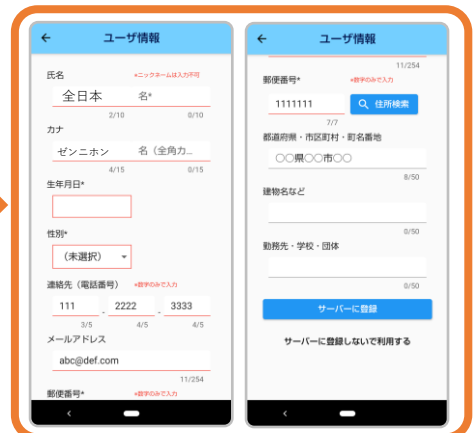 ← ユーザ情報
氏名 *ニックネームは入力不可
全日本 名*
2/10 0/10
カナ
ゼンニホン 名（全角カ...
4/15 0/15
生年月日*
性別*
（未選択）
連絡先（電話番号） *数字のみで入力
111 - 2222 - 3333
3/5 4/5 4/5
メールアドレス
abc@def.com
11/254
郵便番号* *数字のみで入力
← ユーザ情報
11/254
郵便番号* *数字のみで入力
1111111 住所検索
7/7
都道府県・市区町村・町名番地
〇〇県〇〇市〇〇
8/50
建物名など
0/50
勤務先・学校・団体
0/50
サーバーに登録
サーバーに登録しないで利用する